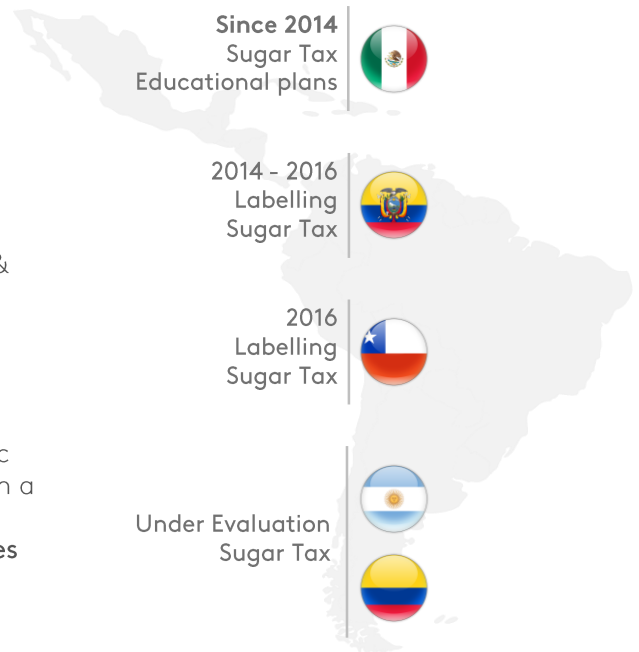 Since 2014
Sugar Tax
Educational plans
2014 - 2016
Labelling
Sugar Tax
&
2016
Labelling
Sugar Tax
c
n a
Under Evaluation
es
Sugar Tax